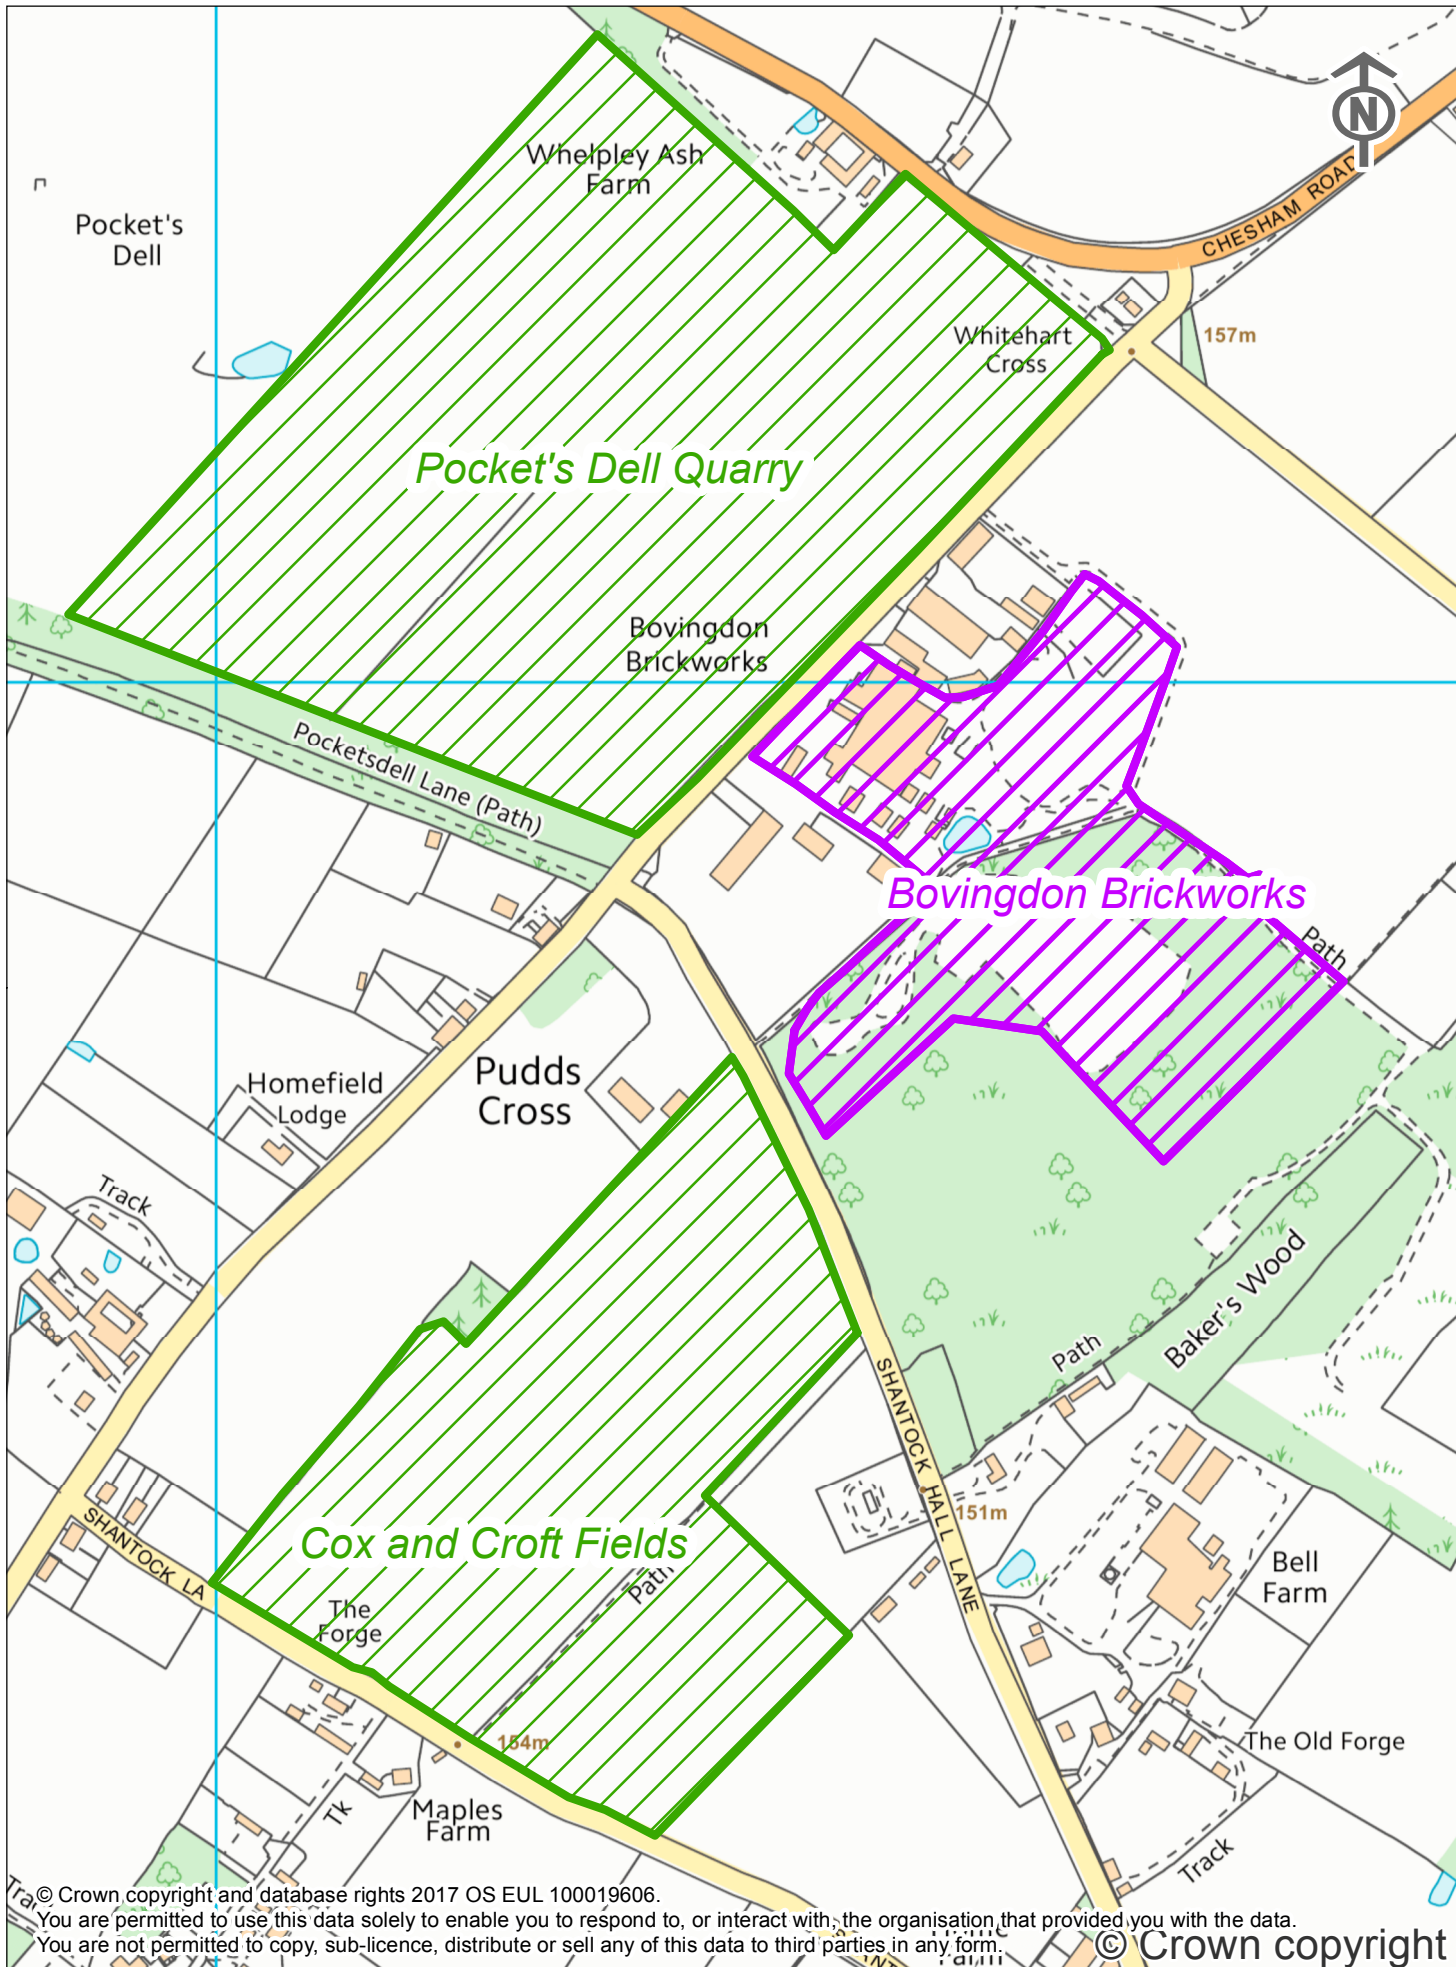 N
Whelpley Ash
Farm
Pocket's
Dell
CHESHAM ROAD
Whitehart
Cross
157m
Pocket's Dell Quarry
Bovingdon
Brickworks
Pocketsdell Lane (Path)
Bovingdon Brickworks
Path
Pudds
Cross
Homefield
Lodge
Track
Baker's Wood
Path
SHANTOCK HALL LANE
151m
SHANTOCK LA
Cox and Croft Fields
Path
The
Forge
Bell
Farm
154m
The Old Forge
Maples
Farm
Tk
Track
© Crown copyright and database rights 2017 OS EUL 100019606.
You are permitted to use this data solely to enable you to respond to, or interact with, the organisation that provided you with the data.
You are not permitted to copy, sub-licence, distribute or sell any of this data to third parties in any form.
Farm
© Crown copyright